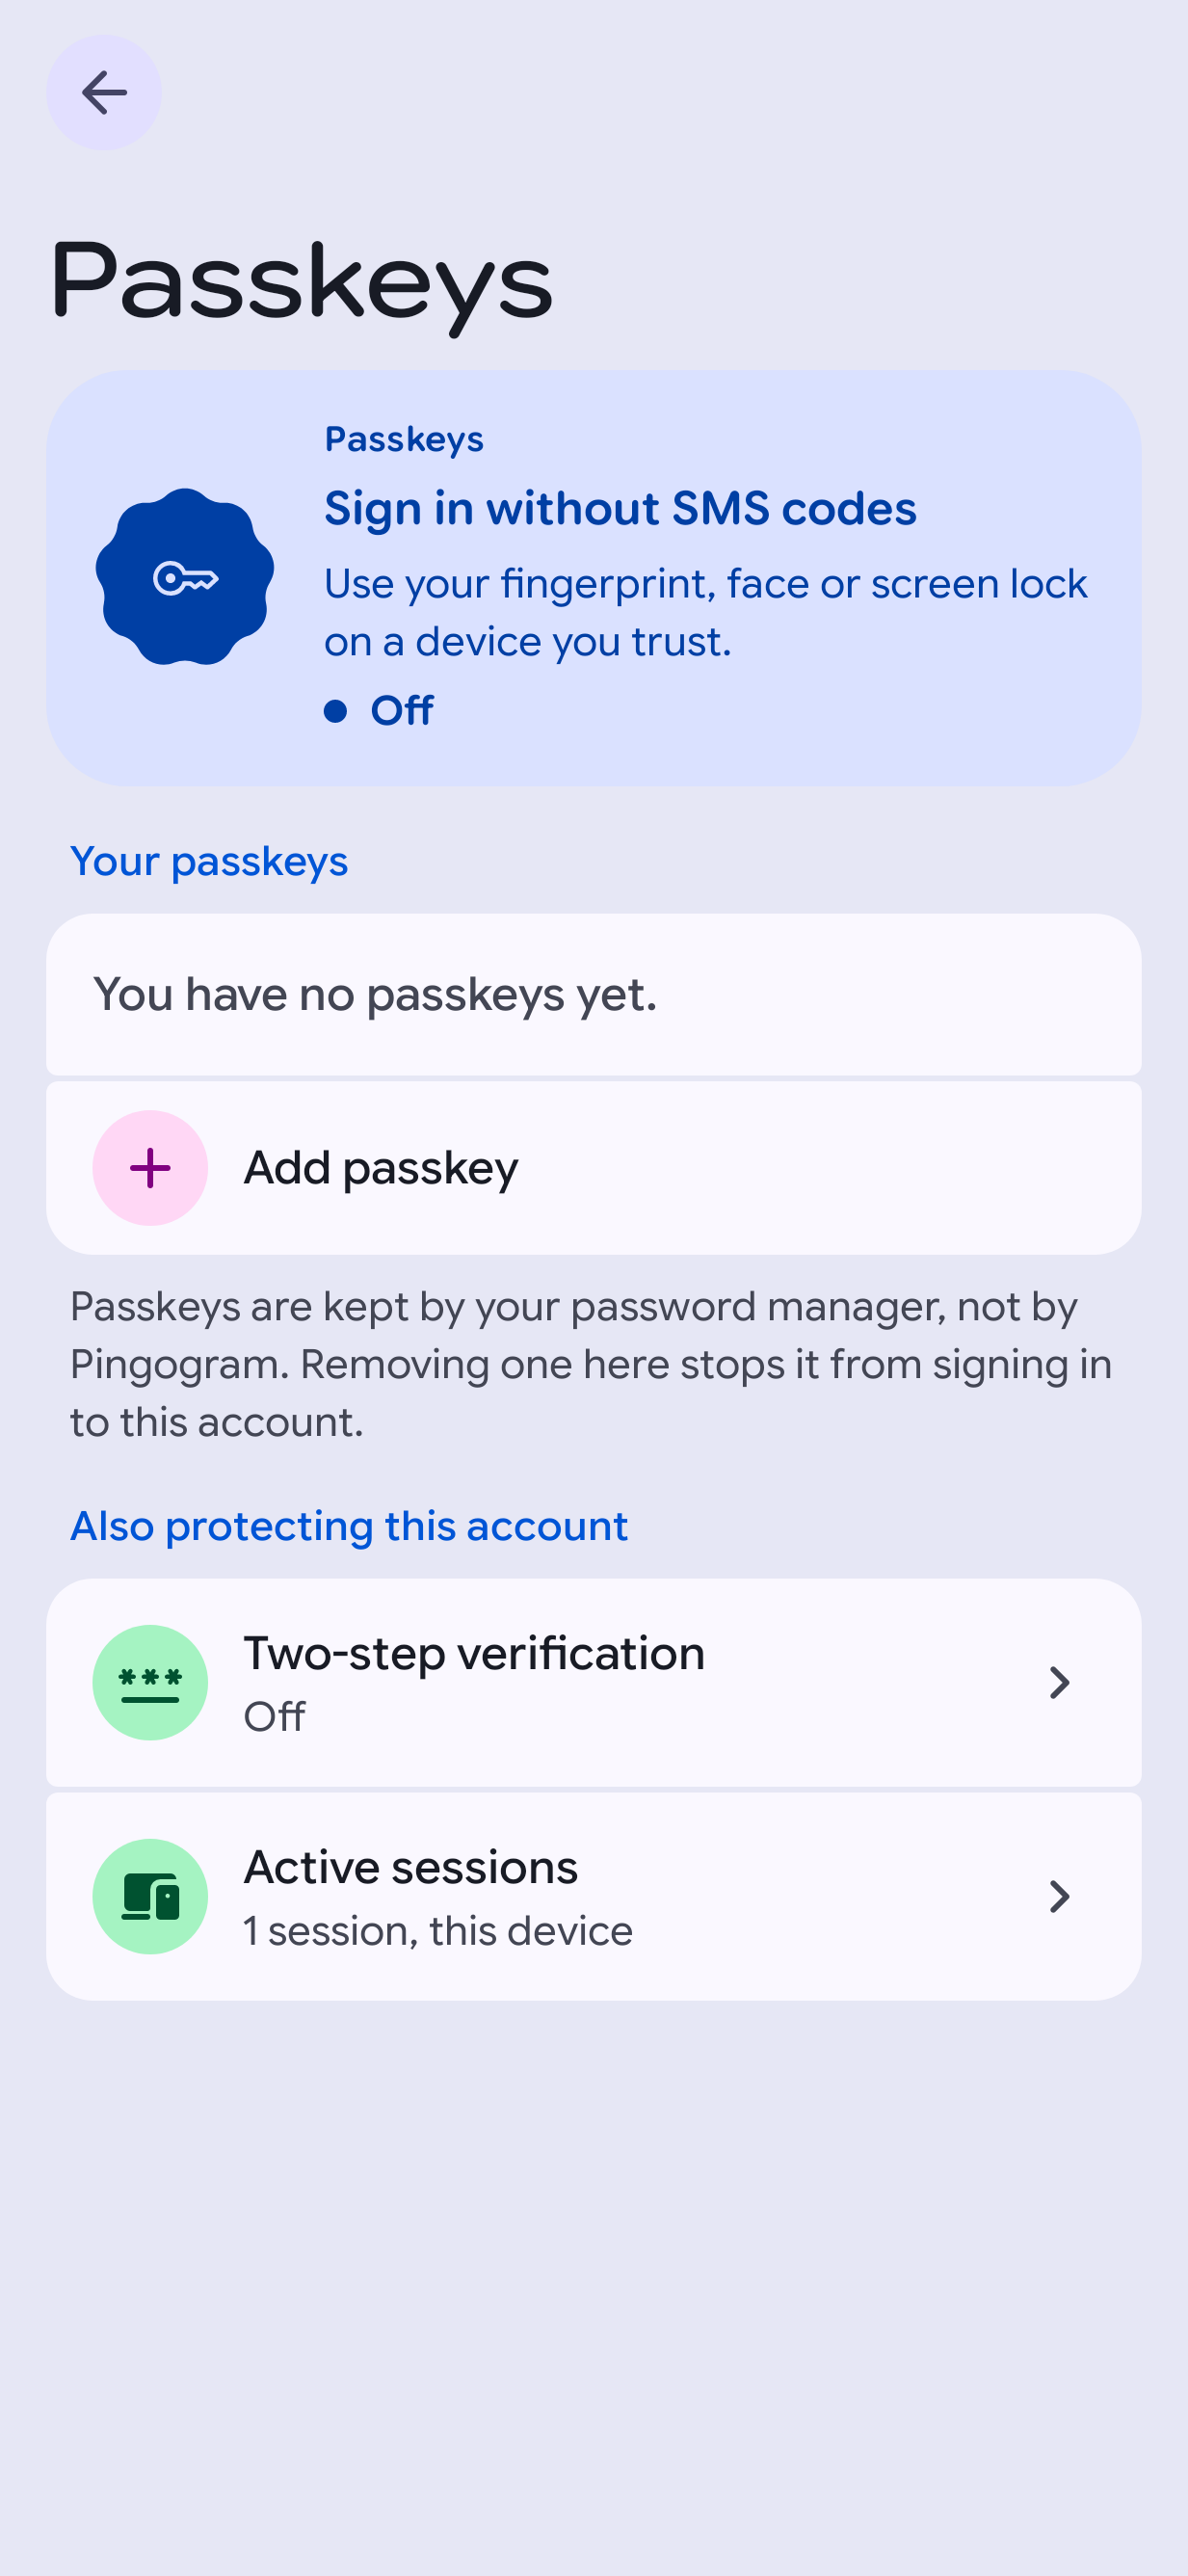 Passkeys
Passkeys
Sign in without SMS codes
Use your fingerprint, face or screen lock
on a device you trust.
Off
Your passkeys
You have no passkeys yet.
Add passkey
Passkeys are kept by your password manager, not by
Pingogram. Removing one here stops it from signing in
to this account.
Also protecting this account
Two-step verification
Off
Active sessions
1 session, this device